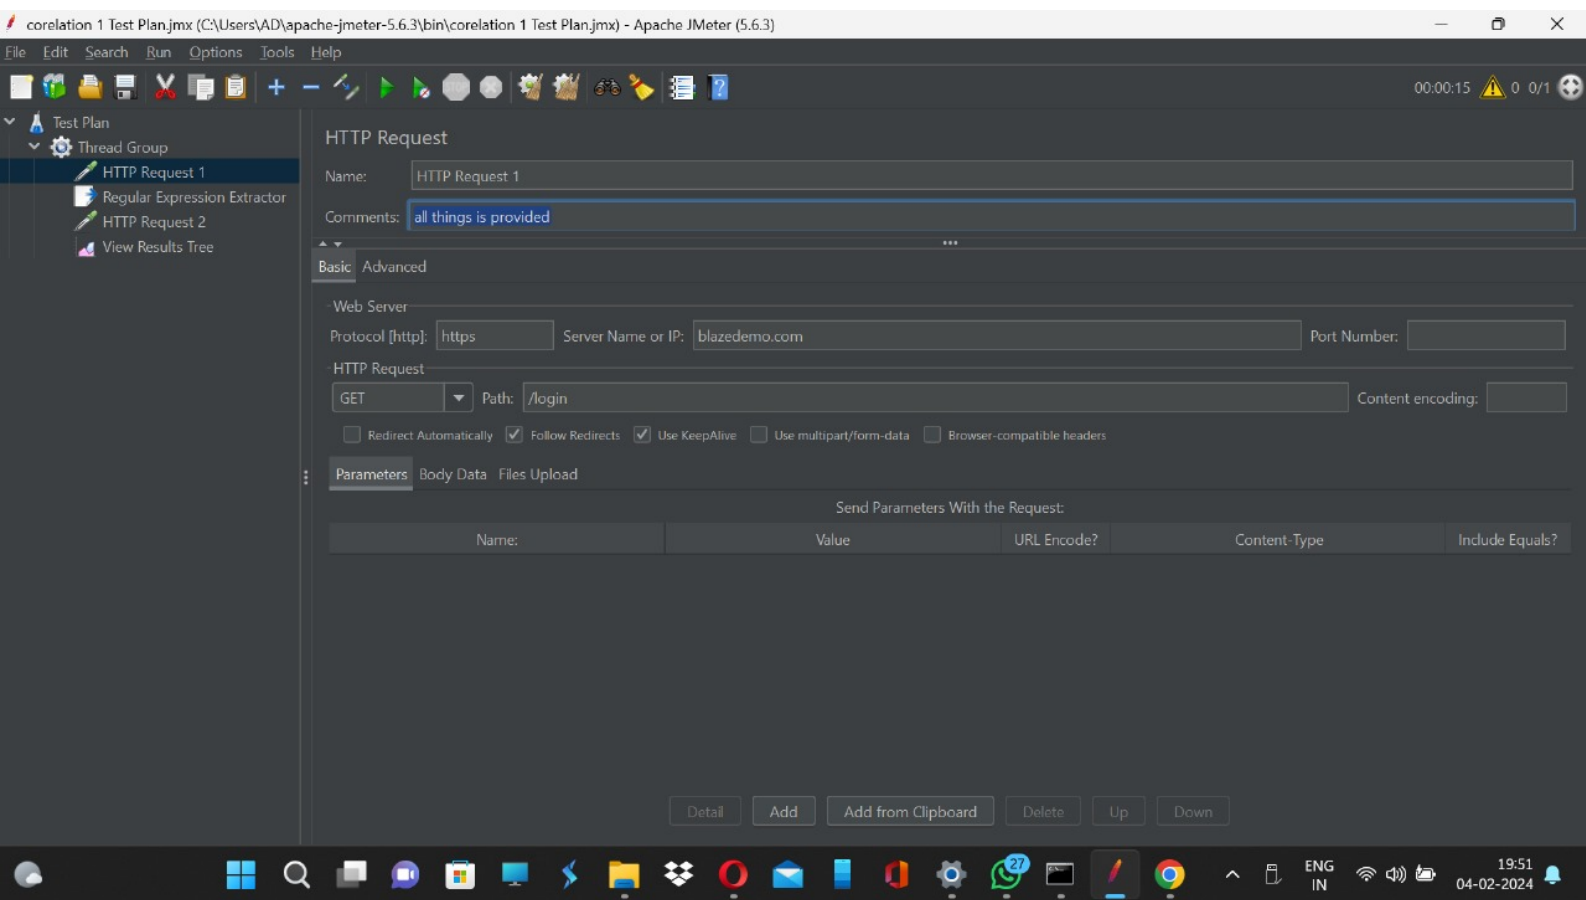 corelation 1 Test Plan.jmx (C:\Users\AD\apache-jmeter-5.6.3\bin\corelation 1 Test Plan.jmx) - Apache JMeter (5.6.3)
File Edit Search Run Options Tools Help
STOP
00:00:15 0 0/1
Test Plan
Thread Group
HTTP Request 1
Regular Expression Extractor
HTTP Request 2
View Results Tree
HTTP Request
Name: HTTP Request 1
Comments: all things is provided
Basic Advanced
Web Server
Protocol [http]: https Server Name or IP: blazedemo.com Port Number:
HTTP Request
GET Path: /login Content encoding:
Redirect Automatically Follow Redirects Use KeepAlive Use multipart/form-data Browser-compatible headers
Parameters Body Data Files Upload
Send Parameters With the Request:
Name: Value URL Encode? Content-Type Include Equals?
Detail Add Add from Clipboard Delete Up Down
27
ENG
IN
19:51
04-02-2024